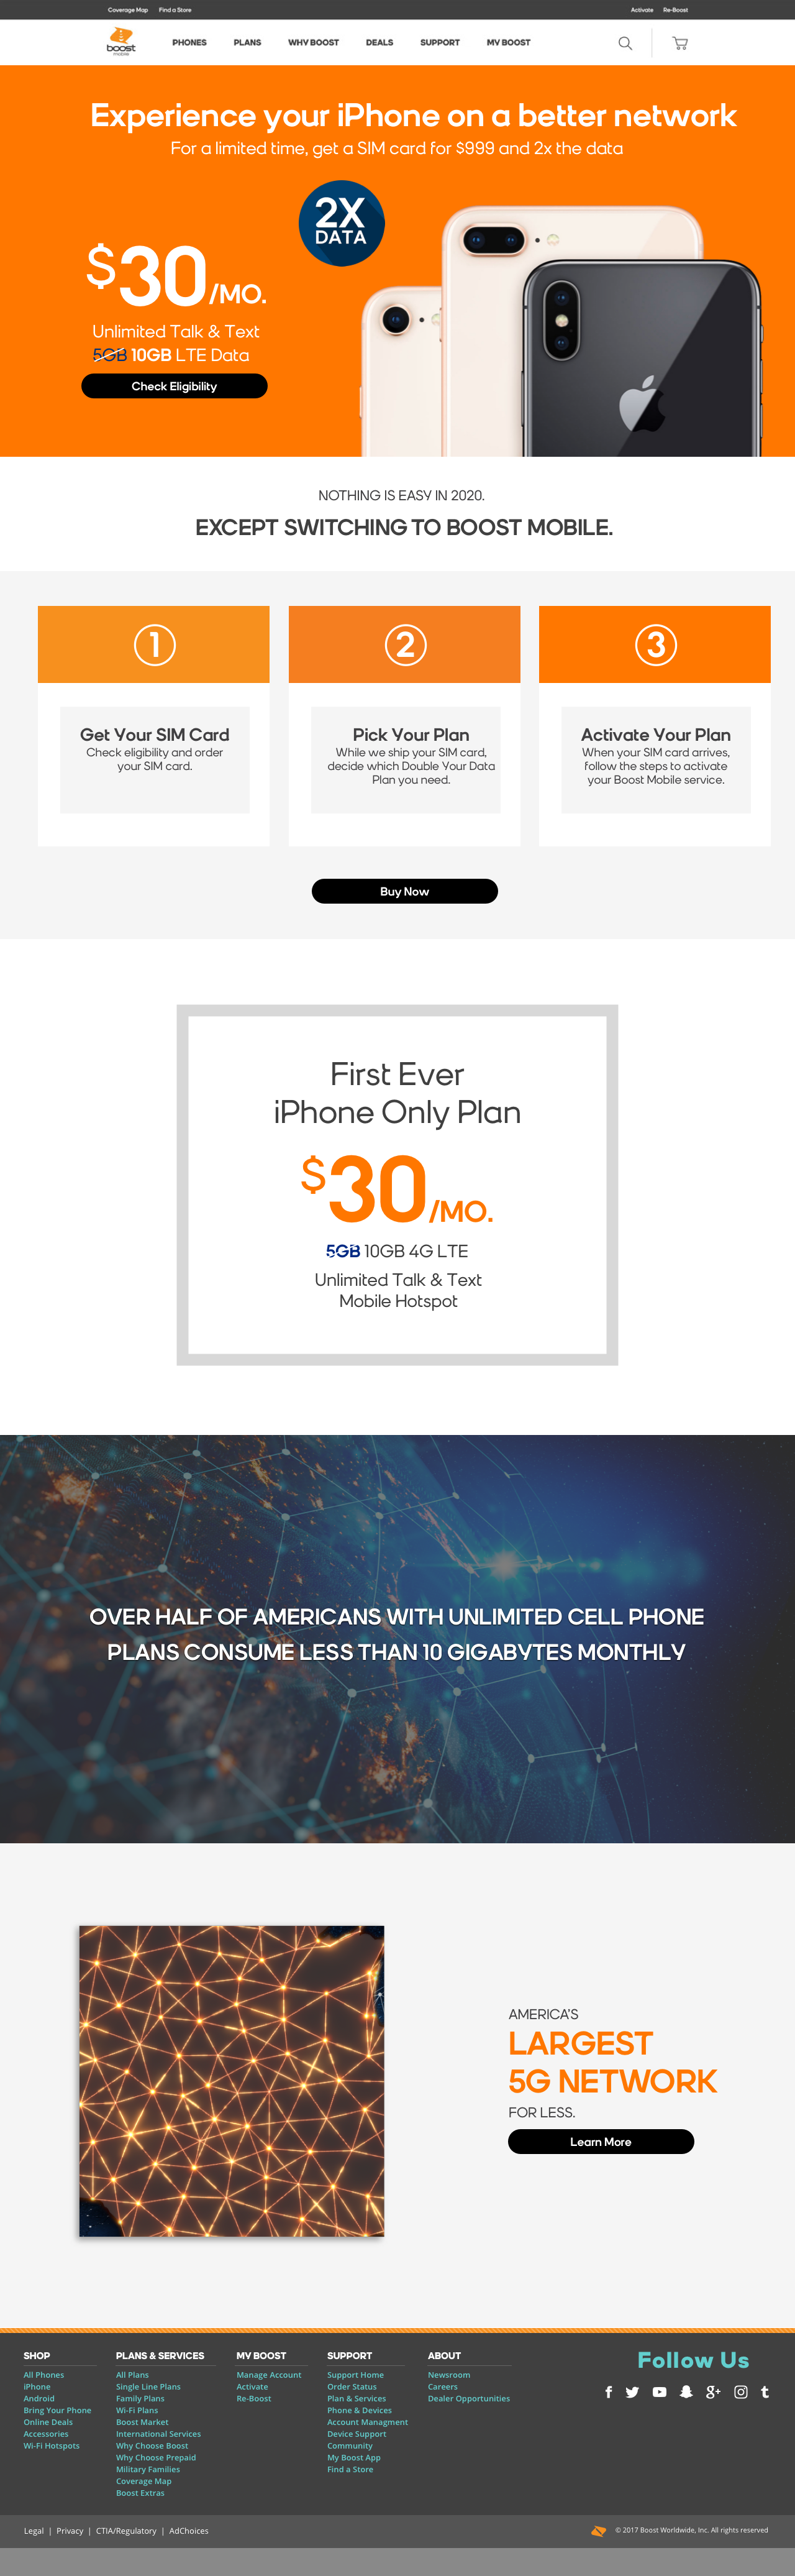 Coverage Map Find a Store Activate Re-Boost
boost
mobile
PHONES PLANS WHY BOOST DEALS SUPPORT MY BOOST
Experience your iPhone on a better network
For a limited time, get a SIM card for $999 and 2x the data
2X
DATA
$30/MO.
Unlimited Talk & Text
5GB 10GB LTE Data
Check Eligibility
NOTHING IS EASY IN 2020.
EXCEPT SWITCHING TO BOOST MOBILE.
1
Get Your SIM Card
Check eligibility and order
your SIM card.
2
Pick Your Plan
While we ship your SIM card,
decide which Double Your Data
Plan you need.
3
Activate Your Plan
When your SIM card arrives,
follow the steps to activate
your Boost Mobile service.
Buy Now
First Ever
iPhone Only Plan
$30/MO.
5GB 10GB 4G LTE
Unlimited Talk & Text
Mobile Hotspot
OVER HALF OF AMERICANS WITH UNLIMITED CELL PHONE
PLANS CONSUME LESS THAN 10 GIGABYTES MONTHLY
AMERICA'S
LARGEST
5G NETWORK
FOR LESS.
Learn More
SHOP
All Phones
iPhone
Android
Bring Your Phone
Online Deals
Accessories
Wi-Fi Hotspots
PLANS & SERVICES
All Plans
Single Line Plans
Family Plans
Wi-Fi Plans
Boost Market
International Services
Why Choose Boost
Why Choose Prepaid
Military Families
Coverage Map
Boost Extras
MY BOOST
Manage Account
Activate
Re-Boost
SUPPORT
Support Home
Order Status
Plan & Services
Phone & Devices
Account Managment
Device Support
Community
My Boost App
Find a Store
ABOUT
Newsroom
Careers
Dealer Opportunities
Follow Us
Legal | Privacy | CTIA/Regulatory | AdChoices
© 2017 Boost Worldwide, Inc. All rights reserved